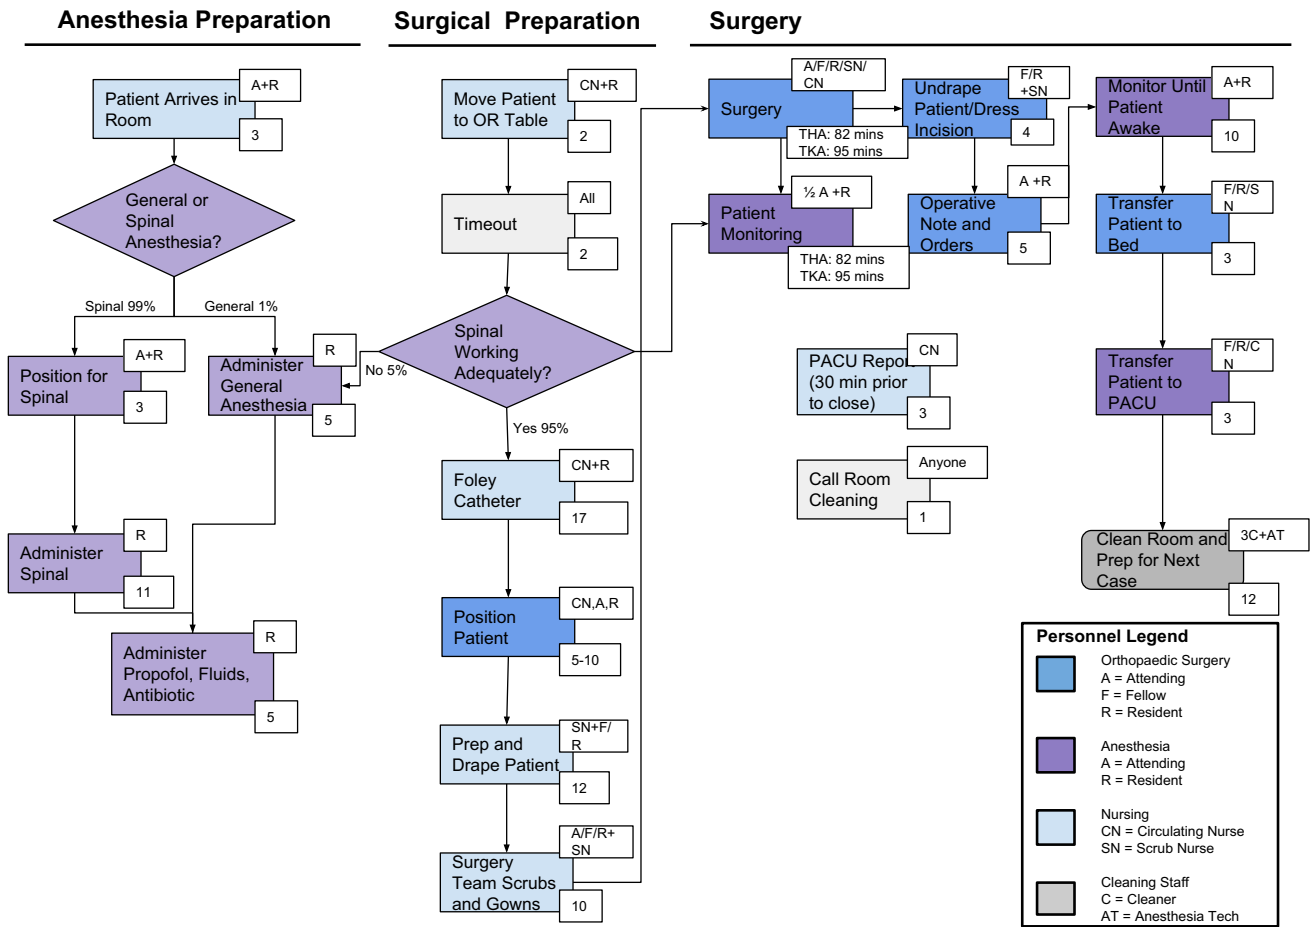 Anesthesia Preparation
Surgical  Preparation
Surgery
Patient Arrives in
Room
A+R
3
General or
Spinal
Anesthesia?
Spinal 99%
General 1%
Position for
Spinal
A+R
3
Administer
General
Anesthesia
R
5
Administer
Spinal
R
11
Administer
Propofol, Fluids,
Antibiotic
R
5
Move Patient
to OR Table
CN+R
2
Timeout
All
2
Spinal
Working
Adequately?
No 5%
Yes 95%
Foley
Catheter
CN+R
17
Position
Patient
CN,A,R
5-10
Prep and
Drape Patient
SN+F/
R
12
Surgery
Team Scrubs
and Gowns
A/F/R+
SN
10
Surgery
A/F/R/SN/
CN
THA: 82 mins
TKA: 95 mins
Patient
Monitoring
½ A +R
THA: 82 mins
TKA: 95 mins
Undrape
Patient/Dress
Incision
F/R
+SN
4
Operative
Note and
Orders
A +R
5
PACU Report
(30 min prior
to close)
CN
3
Call Room
Cleaning
Anyone
1
Monitor Until
Patient
Awake
A+R
10
Transfer
Patient to
Bed
F/R/S
N
3
Transfer
Patient to
PACU
F/R/C
N
3
Clean Room and
Prep for Next
Case
3C+AT
12
Personnel Legend
Orthopaedic Surgery
A = Attending
F = Fellow
R = Resident
Anesthesia
A = Attending
R = Resident
Nursing
CN = Circulating Nurse
SN = Scrub Nurse
Cleaning Staff
C = Cleaner
AT = Anesthesia Tech